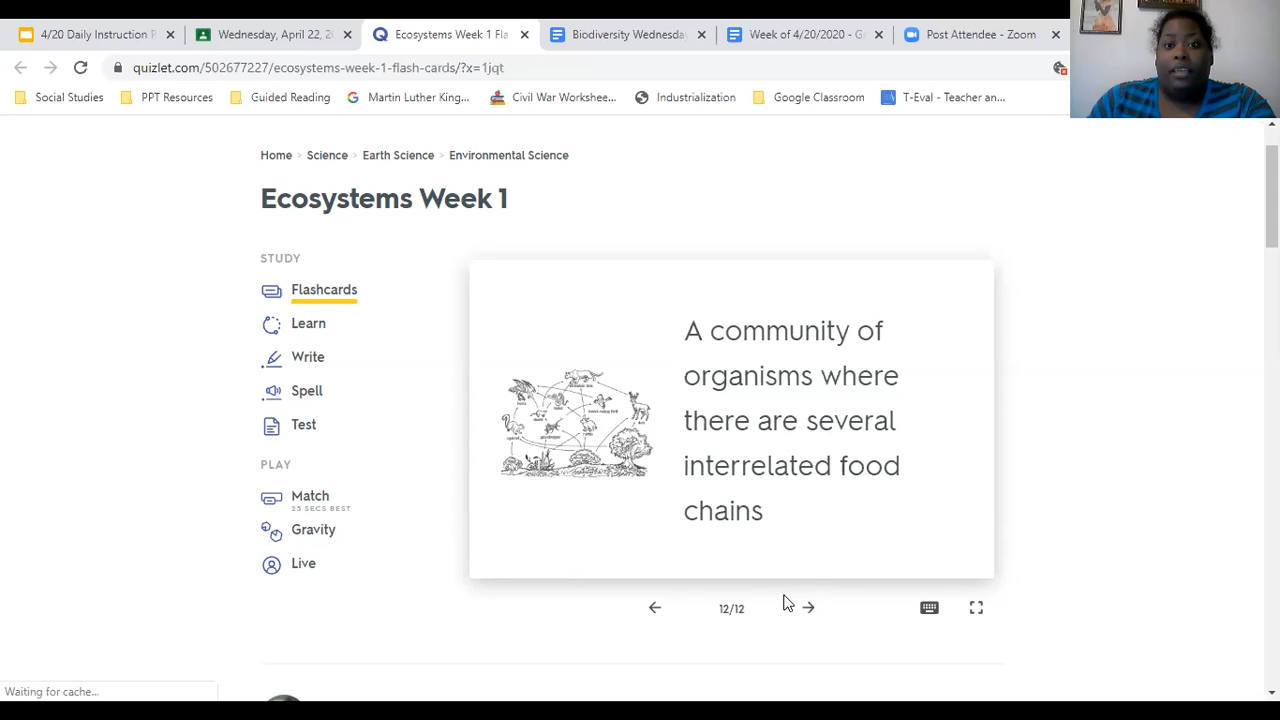 4/20 Daily Instruction P
Wednesday, April 22, 2
Ecosystems Week 1 Fla
Biodiversity Wednesda
Week of 4/20/2020 - G
Post Attendee - Zoom
quizlet.com/502677227/ecosystems-week-1-flash-cards/?x=1jqt
Social Studies
PPT Resources
Guided Reading
Martin Luther King...
Civil War Workshee...
Industrialization
Google Classroom
T-Eval - Teacher an...
Home > Science > Earth Science > Environmental Science
Ecosystems Week 1
STUDY
Flashcards
Learn
Write
Spell
Test
PLAY
Match
25 SECS BEST
Gravity
Live
A community of
organisms where
there are several
interrelated food
chains
12/12
Waiting for cache...